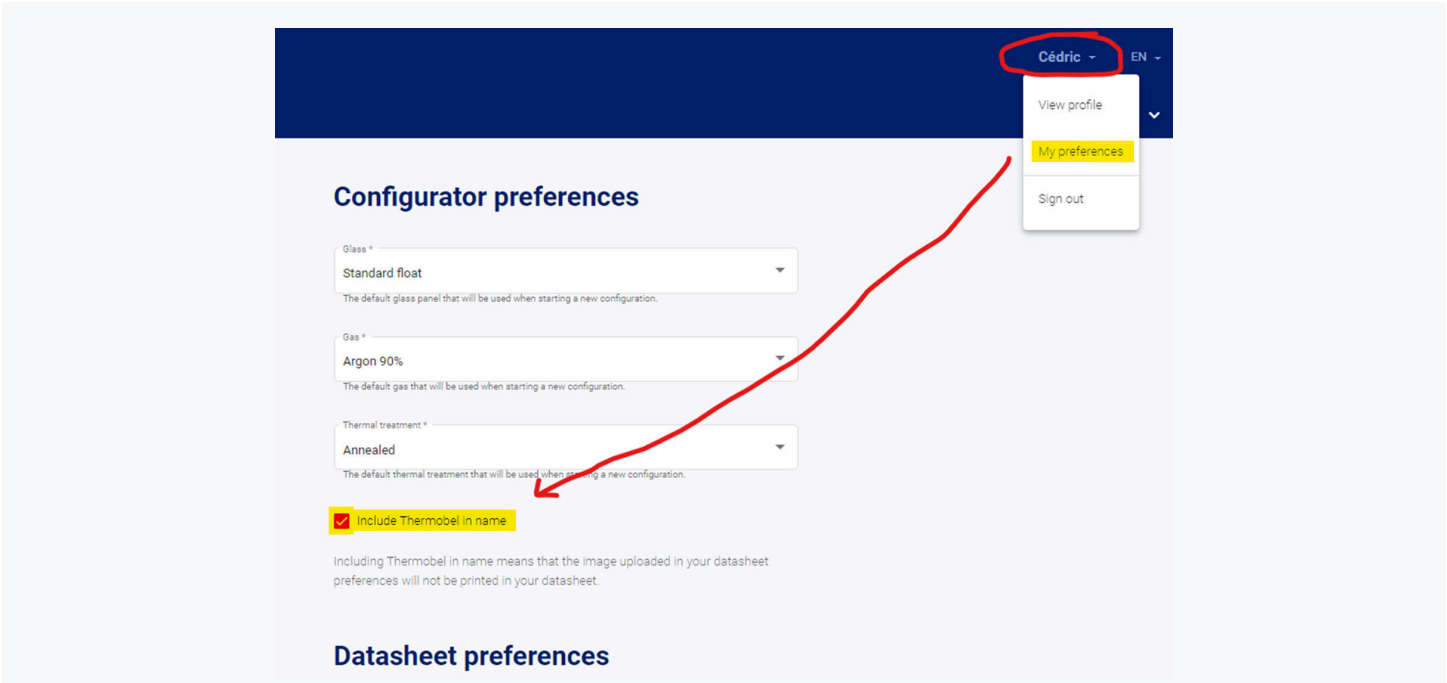 Cédric
EN
View profile
My preferences
Sign out
Configurator preferences
Glass *
Standard float
The default glass panel that will be used when starting a new configuration.
Gas *
Argon 90%
The default gas that will be used when starting a new configuration.
Thermal treatment *
Annealed
The default thermal treatment that will be used when starting a new configuration.
Include Thermobel in name
Including Thermobel in name means that the image uploaded in your datasheet
preferences will not be printed in your datasheet.
Datasheet preferences